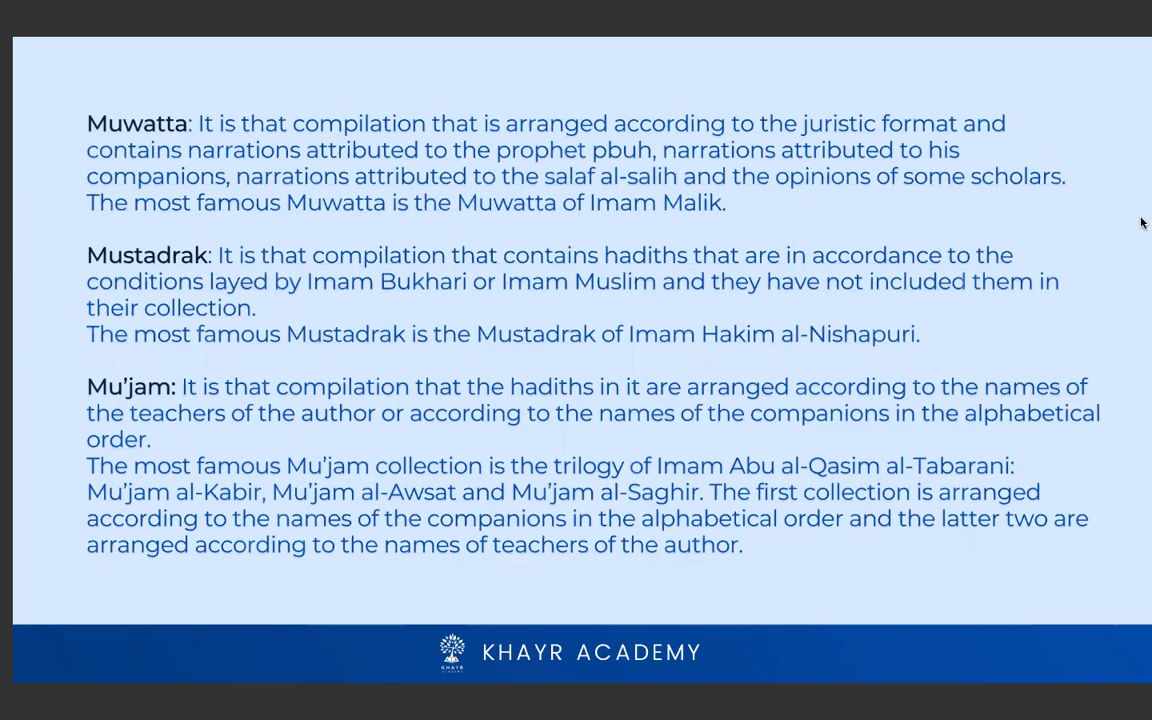 Muwatta: It is that compilation that is arranged according to the juristic format and
contains narrations attributed to the prophet pbuh, narrations attributed to his
companions, narrations attributed to the salaf al-salih and the opinions of some scholars.
The most famous Muwatta is the Muwatta of Imam Malik.
Mustadrak: It is that compilation that contains hadiths that are in accordance to the
conditions layed by Imam Bukhari or Imam Muslim and they have not included them in
their collection.
The most famous Mustadrak is the Mustadrak of Imam Hakim al-Nishapuri.
Mu’jam: It is that compilation that the hadiths in it are arranged according to the names of
the teachers of the author or according to the names of the companions in the alphabetical
order.
The most famous Mu’jam collection is the trilogy of Imam Abu al-Qasim al-Tabarani:
Mu’jam al-Kabir, Mu’jam al-Awsat and Mu’jam al-Saghir. The first collection is arranged
according to the names of the companions in the alphabetical order and the latter two are
arranged according to the names of teachers of the author.
KHAYR ACADEMY
KHAYR
ACADEMY